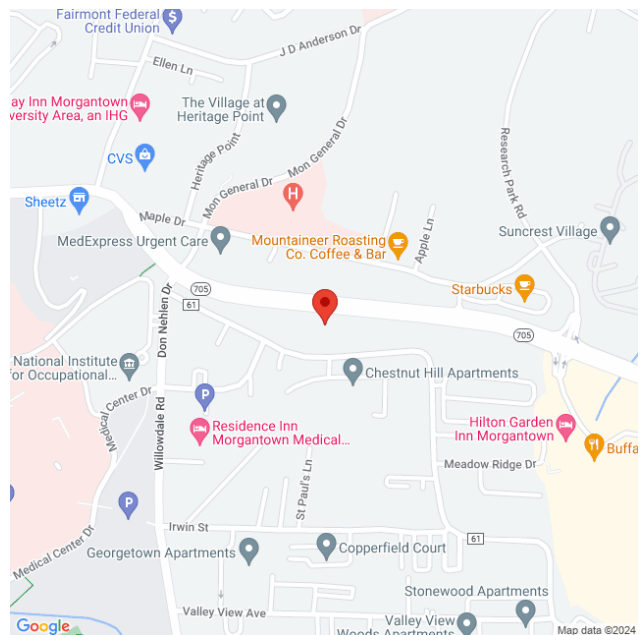 Fairmont Federal
Credit Union
J D Anderson Dr
Ellen Ln
ay Inn Morgantown
versity Area, an IHG
The Village at
Heritage Point
CVS
Heritage Point
Mon General Dr
Research Park Rd
Mon General Dr
H
Sheetz
Maple Dr
MedExpress Urgent Care
Mountaineer Roasting
Co. Coffee & Bar
Apple Ln
Suncrest Village
Starbucks
705
61
Don Nehlen Dr
705
National Institute
for Occupational...
Chestnut Hill Apartments
Medical Center Dr
P
Willowdale Rd
Medical Center Dr
Residence Inn
Morgantown Medical...
Hilton Garden
Inn Morgantown
Buffa
St Paul's Ln
Meadow Ridge Dr
P
Irwin St
61
Georgetown Apartments
Copperfield Court
Medical Center Dr
Stonewood Apartments
Valley View Ave
Valley View
Woods Apartments
Google
Map data ©2024